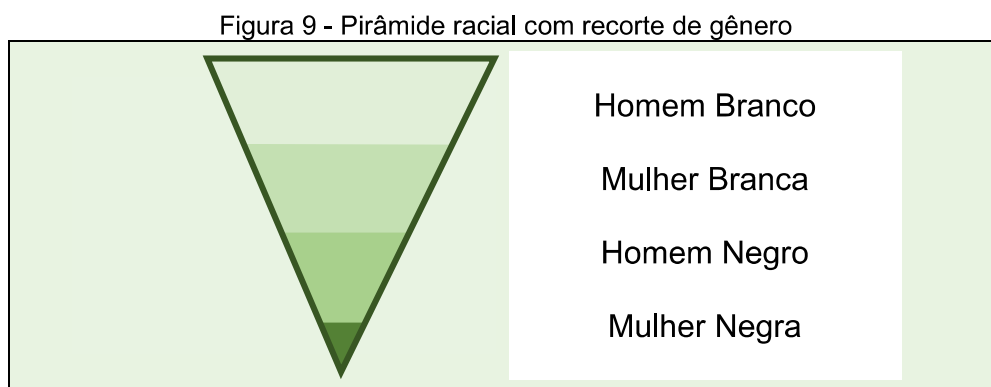 Figura 9 - Pirâmide racial com recorte de gênero
Homem Branco
Mulher Branca
Homem Negro
Mulher Negra